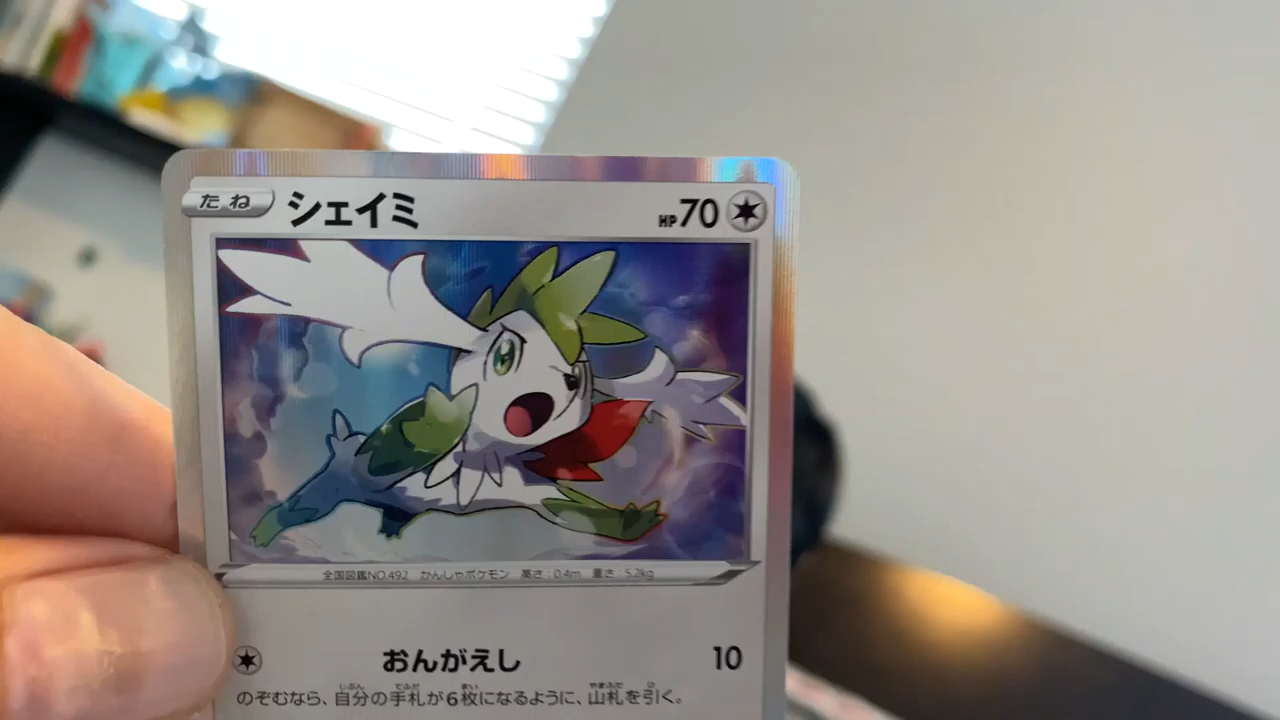 たね シェイミ HP70
全国図鑑NO.492 かんしゃポケモン 高さ:0.4m 重さ:5.2kg
おんがえし 10
のぞむなら、自分の手札が6枚になるように、山札を引く。